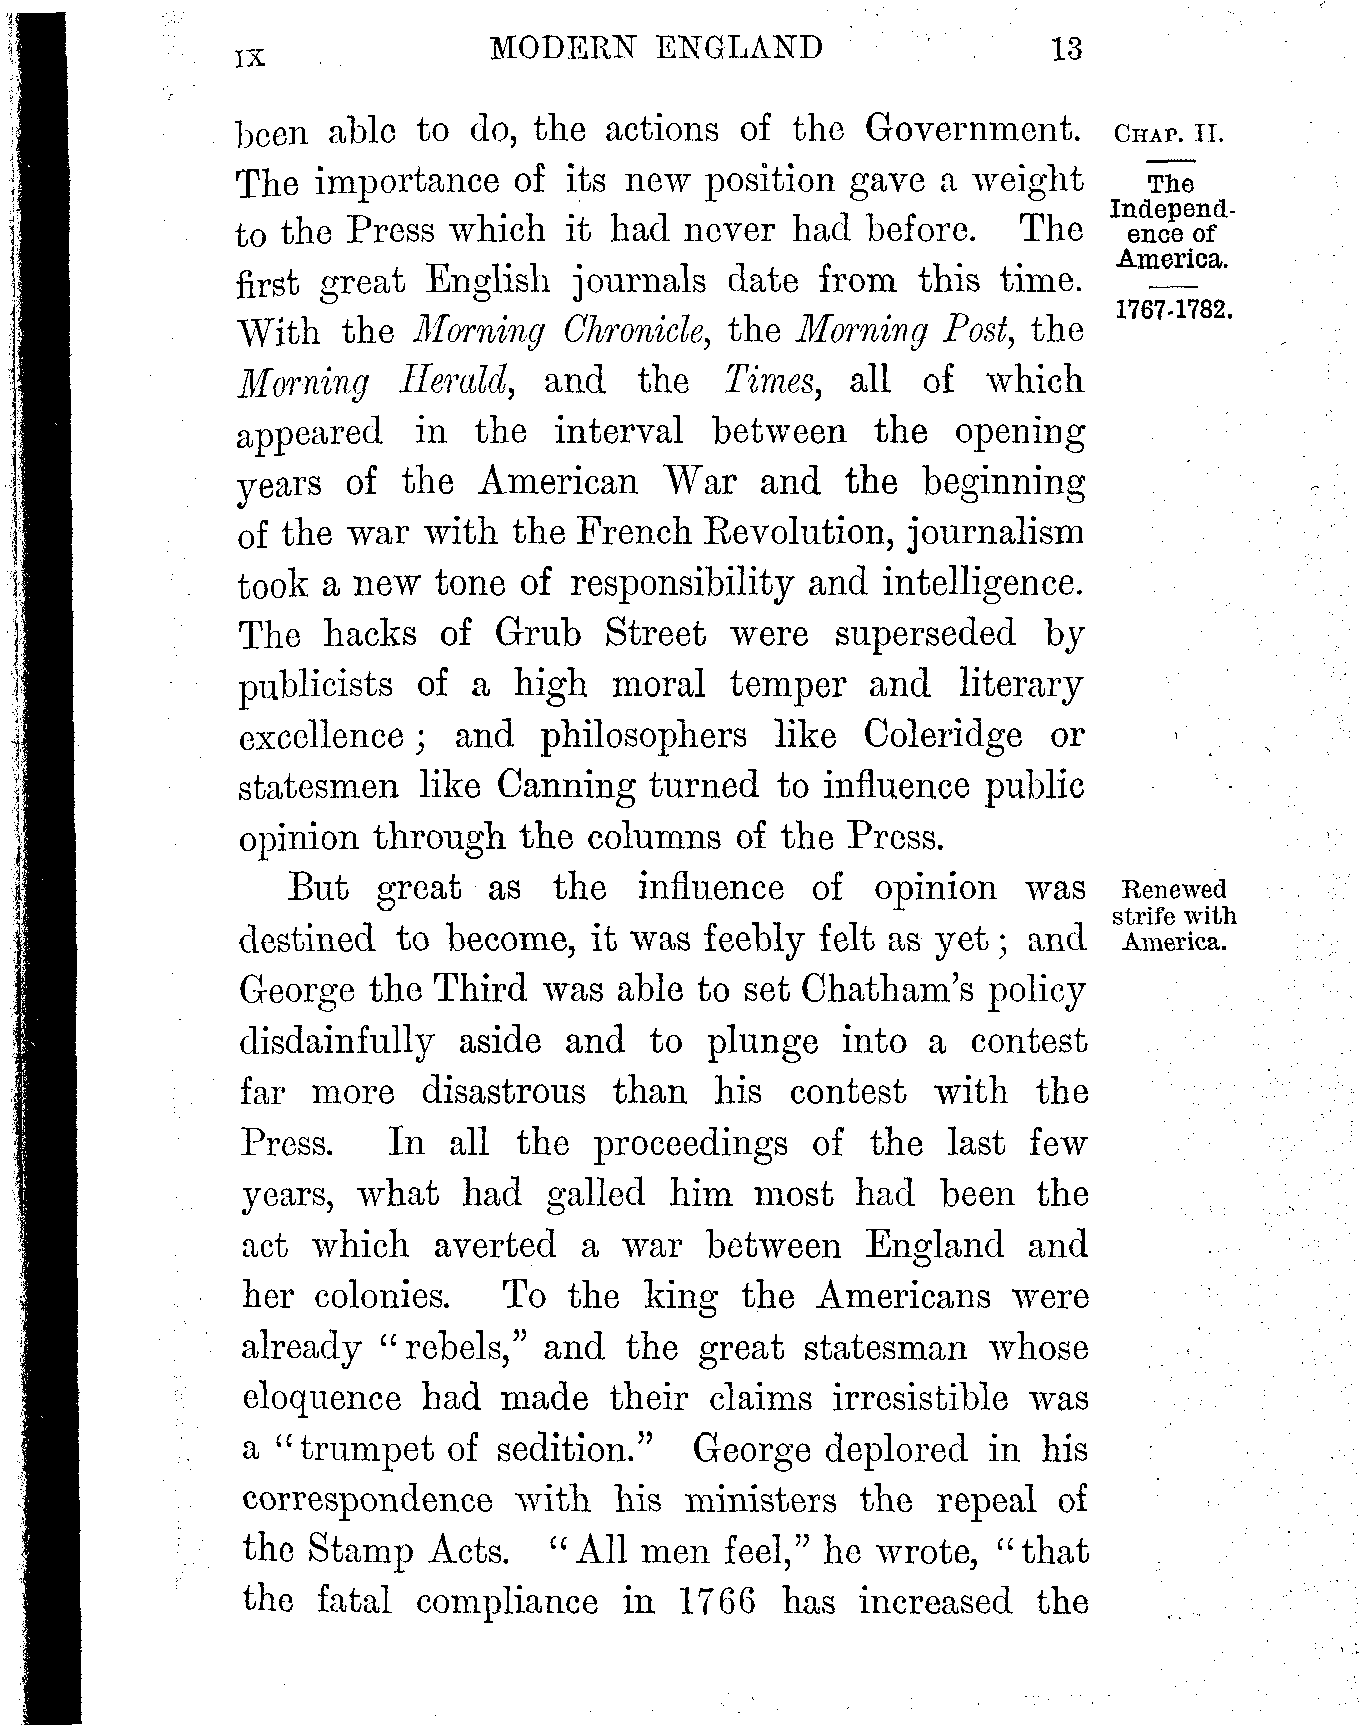 IX MODERN ENGLAND 13
been able to do, the actions of the Government.
The importance of its new position gave a weight
to the Press which it had never had before. The
first great English journals date from this time.
With the Morning Chronicle, the Morning Post, the
Morning Herald, and the Times, all of which
appeared in the interval between the opening
years of the American War and the beginning
of the war with the French Revolution, journalism
took a new tone of responsibility and intelligence.
The hacks of Grub Street were superseded by
publicists of a high moral temper and literary
excellence; and philosophers like Coleridge or
statesmen like Canning turned to influence public
opinion through the columns of the Press.
But great as the influence of opinion was
destined to become, it was feebly felt as yet; and
George the Third was able to set Chatham's policy
disdainfully aside and to plunge into a contest
far more disastrous than his contest with the
Press. In all the proceedings of the last few
years, what had galled him most had been the
act which averted a war between England and
her colonies. To the king the Americans were
already "rebels," and the great statesman whose
eloquence had made their claims irresistible was
a "trumpet of sedition." George deplored in his
correspondence with his ministers the repeal of
the Stamp Acts. "All men feel," he wrote, "that
the fatal compliance in 1766 has increased the
CHAP. II.
The
Independ-
ence of
America.
1767-1782.
Renewed
strife with
America.